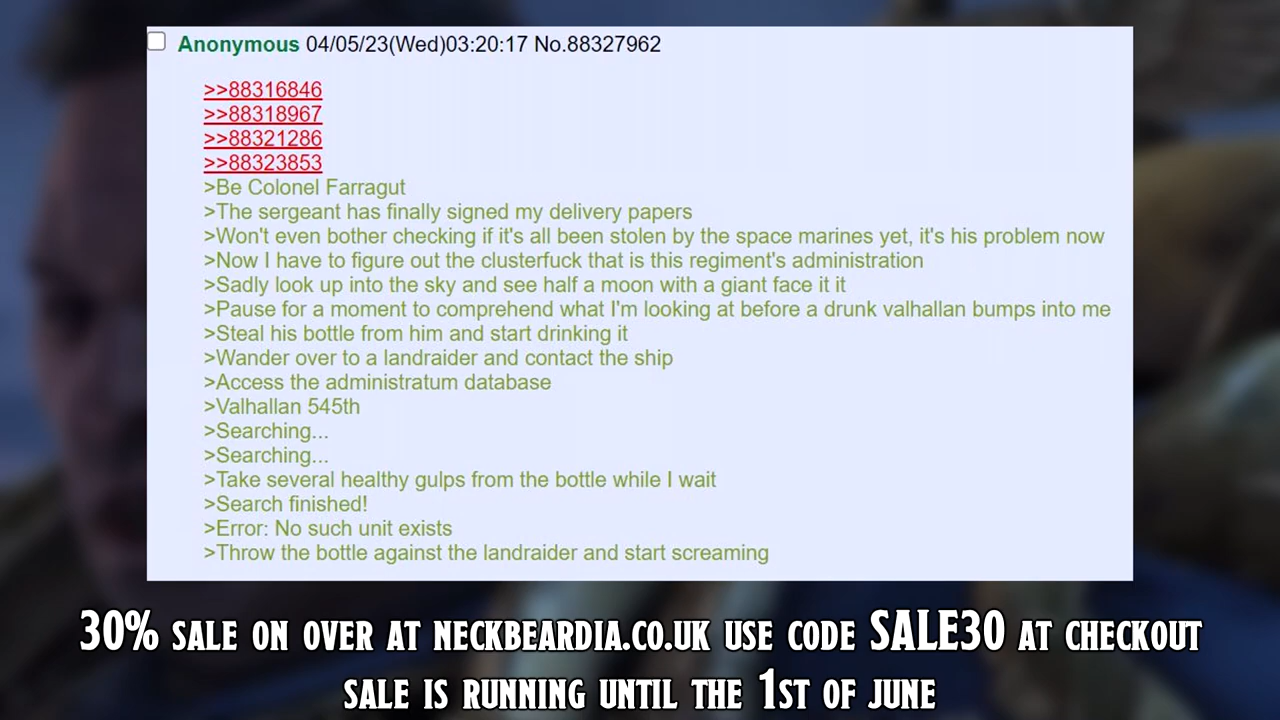 Anonymous 04/05/23(Wed)03:20:17 No.88327962
>>88316846
>>88318967
>>88321286
>>88323853
>Be Colonel Farragut
>The sergeant has finally signed my delivery papers
>Won't even bother checking if it's all been stolen by the space marines yet, it's his problem now
>Now I have to figure out the clusterfuck that is this regiment's administration
>Sadly look up into the sky and see half a moon with a giant face it it
>Pause for a moment to comprehend what I'm looking at before a drunk valhallan bumps into me
>Steal his bottle from him and start drinking it
>Wander over to a landraider and contact the ship
>Access the administratum database
>Valhallan 545th
>Searching...
>Searching...
>Take several healthy gulps from the bottle while I wait
>Search finished!
>Error: No such unit exists
>Throw the bottle against the landraider and start screaming
30% SALE ON OVER AT NECKBEARDIA.CO.UK USE CODE SALE30 AT CHECKOUT
SALE IS RUNNING UNTIL THE 1ST OF JUNE